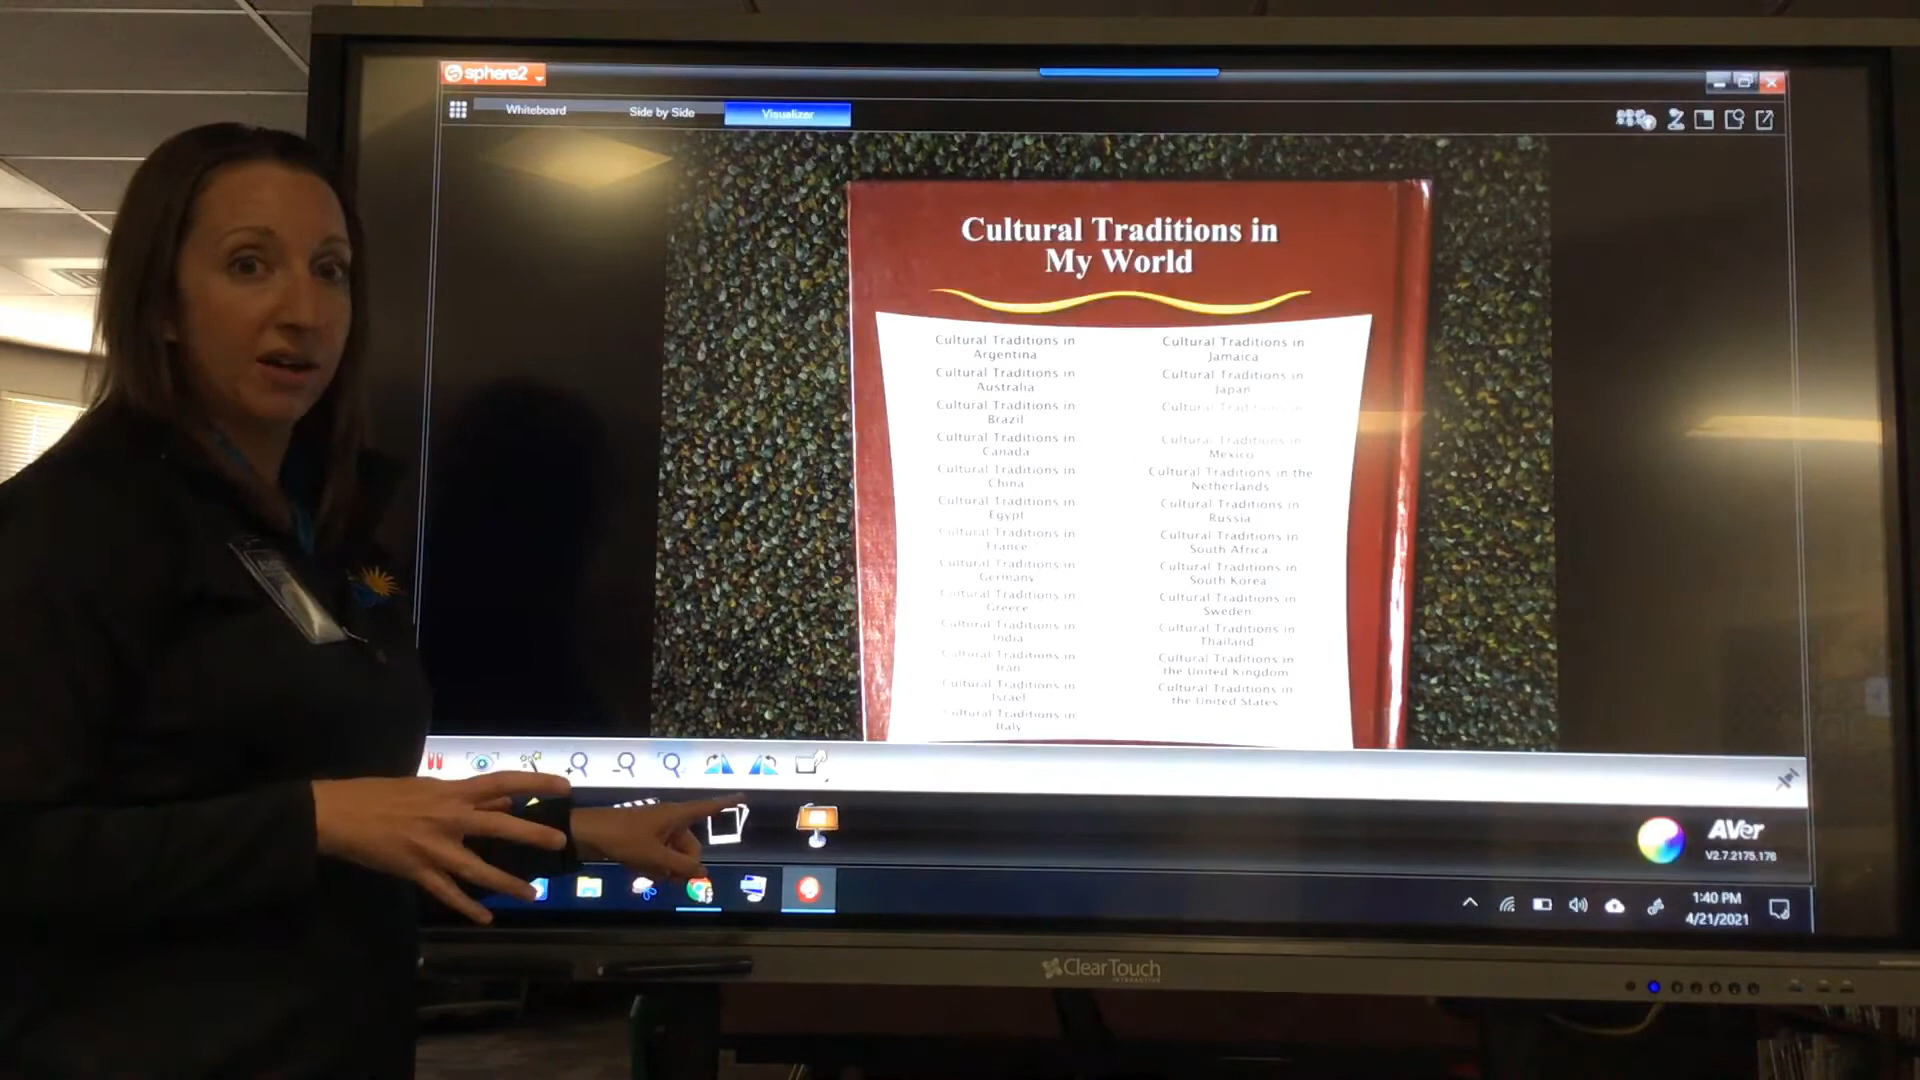 sphere2
Whiteboard
Side by Side
Visualizer
Cultural Traditions in
My World
Cultural Traditions in
Argentina
Cultural Traditions in
Australia
Cultural Traditions in
Brazil
Cultural Traditions in
Canada
Cultural Traditions in
China
Cultural Traditions in
Egypt
Cultural Traditions in
France
Cultural Traditions in
Germany
Cultural Traditions in
Greece
Cultural Traditions in
India
Cultural Traditions in
Iran
Cultural Traditions in
Israel
Cultural Traditions in
Italy
Cultural Traditions in
Jamaica
Cultural Traditions in
Japan
Cultural Traditions in
Cultural Traditions in
Mexico
Cultural Traditions in the
Netherlands
Cultural Traditions in
Russia
Cultural Traditions in
South Africa
Cultural Traditions in
South Korea
Cultural Traditions in
Sweden
Cultural Traditions in
Thailand
Cultural Traditions in
the United Kingdom
Cultural Traditions in
the United States
AVer
V2.7.2175.176
1:40 PM
4/21/2021
ClearTouch
INTERACTIVE